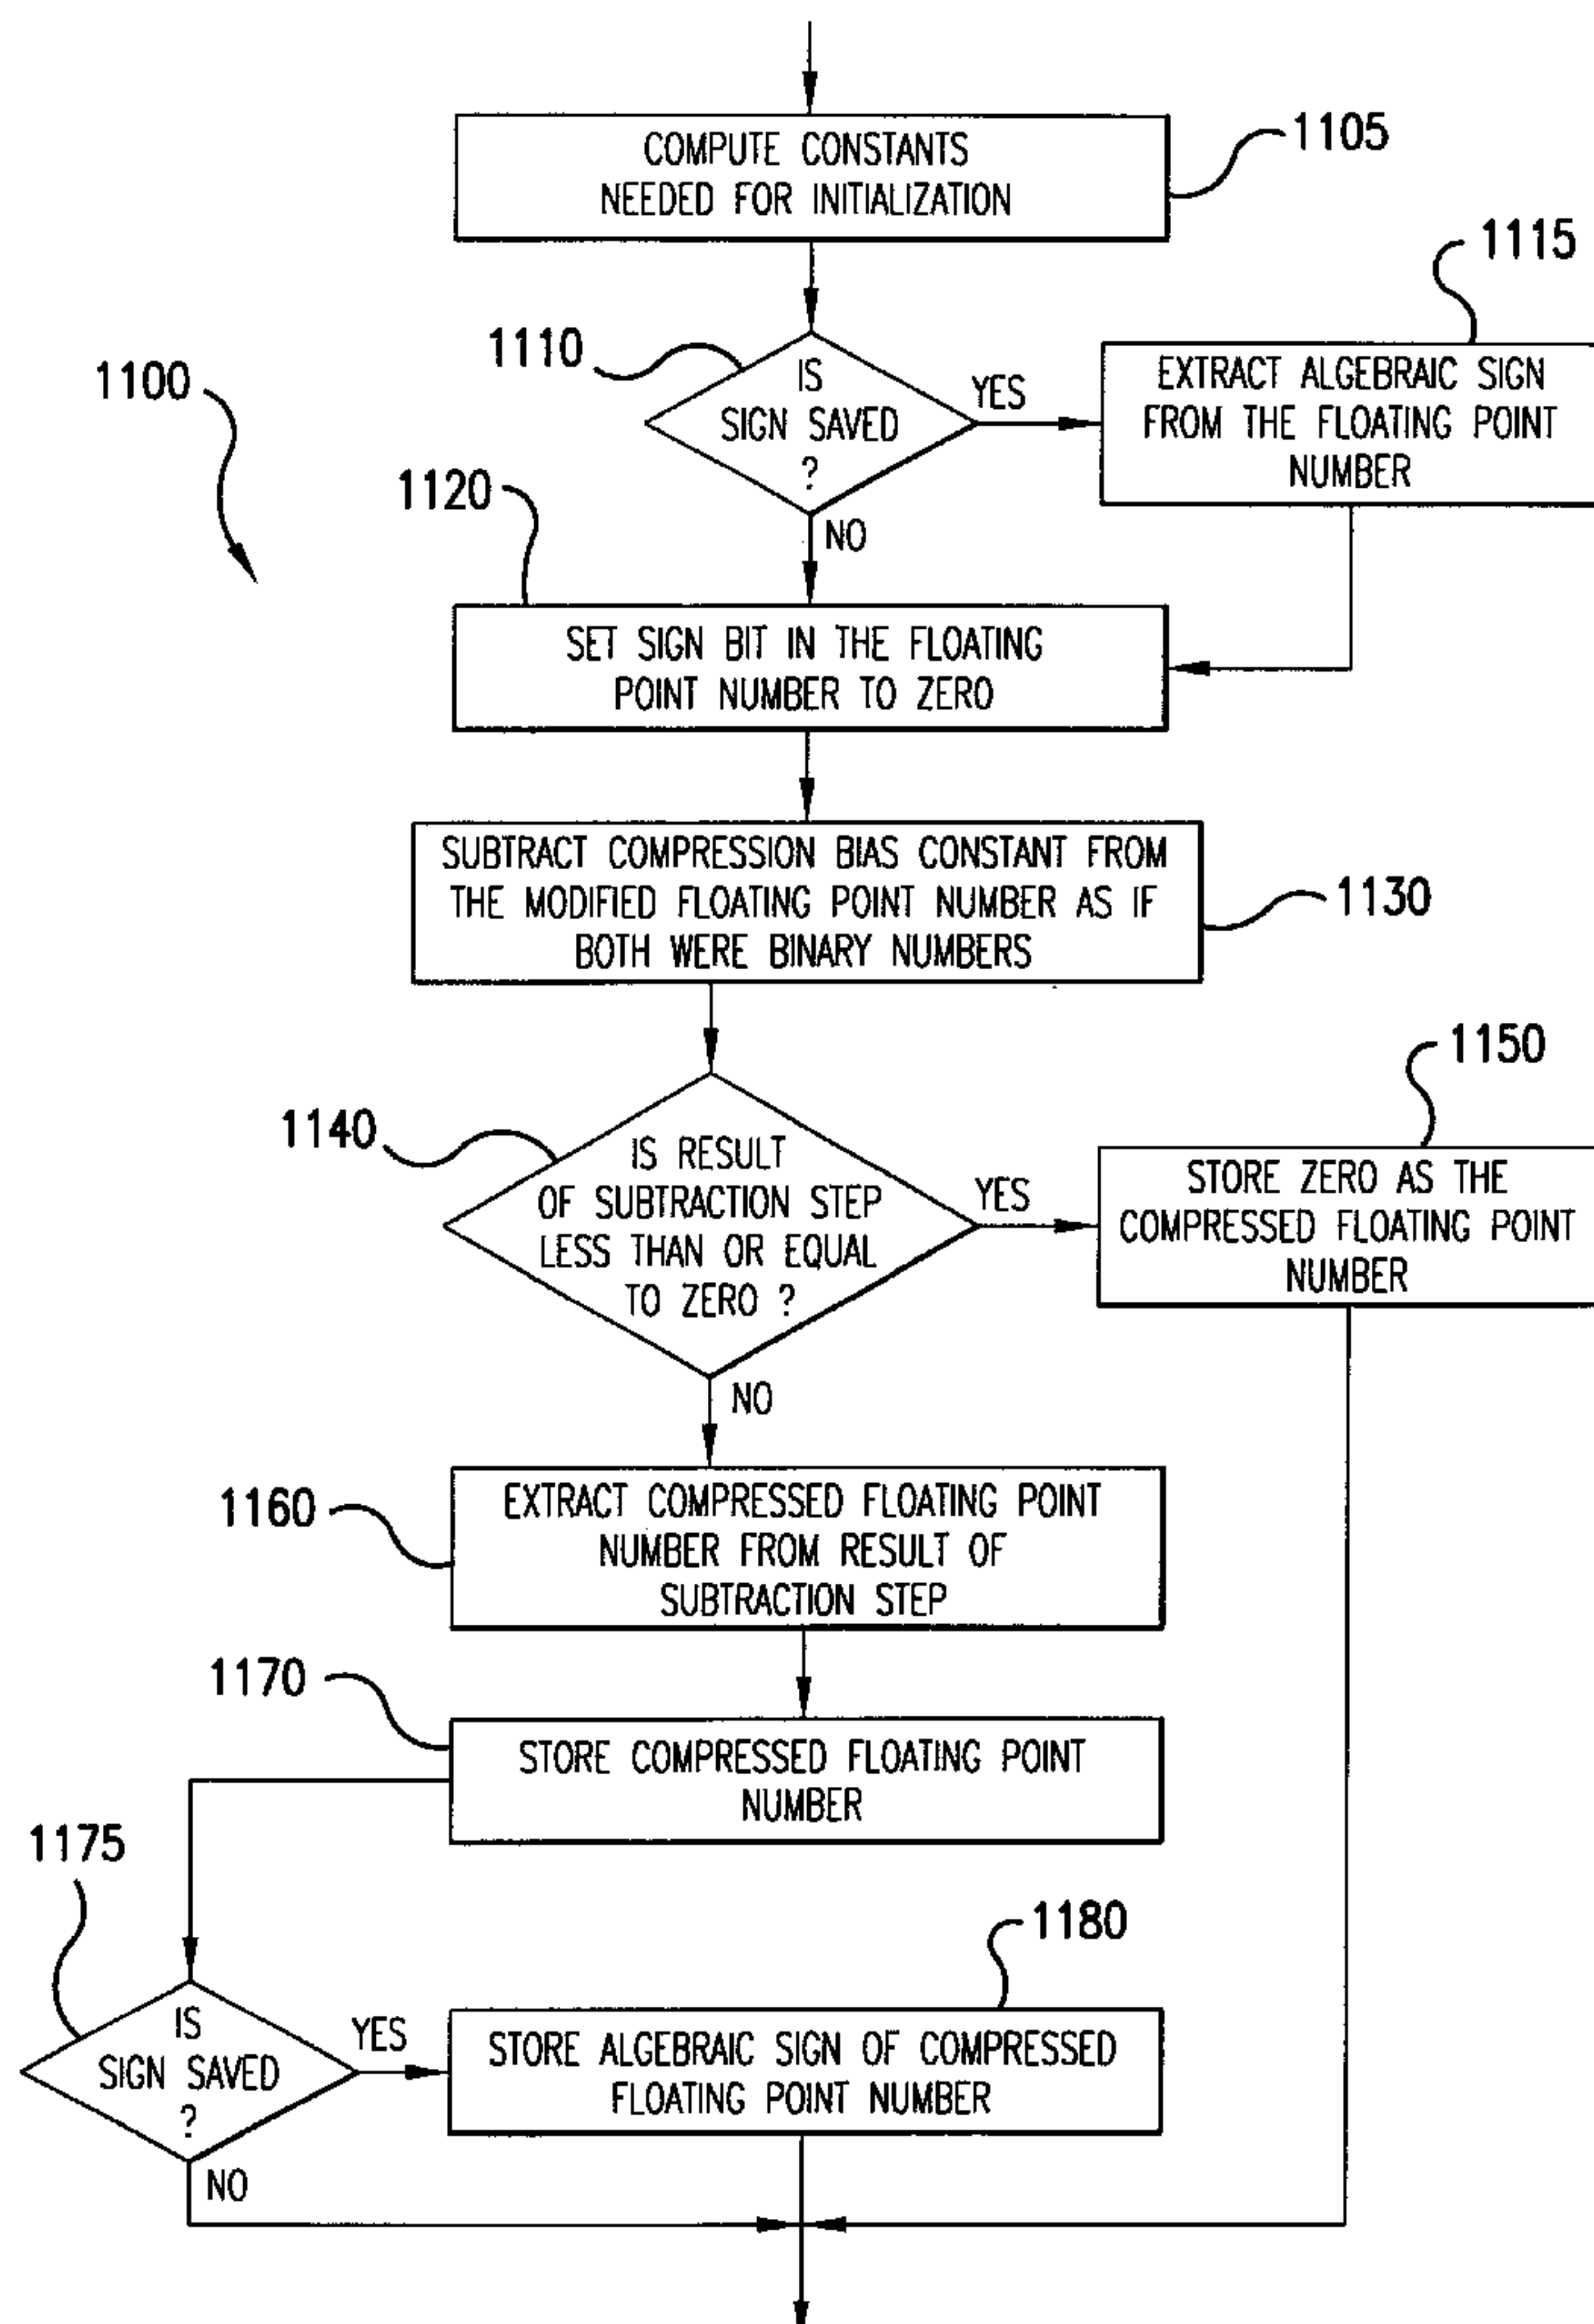 COMPUTE CONSTANTS
NEEDED FOR INITIALIZATION
1105
1110
IS
SIGN SAVED
?
YES
NO
1115
EXTRACT ALGEBRAIC SIGN
FROM THE FLOATING POINT
NUMBER
1100
1120
SET SIGN BIT IN THE FLOATING
POINT NUMBER TO ZERO
SUBTRACT COMPRESSION BIAS CONSTANT FROM
THE MODIFIED FLOATING POINT NUMBER AS IF
BOTH WERE BINARY NUMBERS
1130
1140
IS RESULT
OF SUBTRACTION STEP
LESS THAN OR EQUAL
TO ZERO ?
YES
NO
1150
STORE ZERO AS THE
COMPRESSED FLOATING POINT
NUMBER
1160
EXTRACT COMPRESSED FLOATING POINT
NUMBER FROM RESULT OF
SUBTRACTION STEP
1170
STORE COMPRESSED FLOATING POINT
NUMBER
1175
IS
SIGN SAVED
?
YES
NO
1180
STORE ALGEBRAIC SIGN OF COMPRESSED
FLOATING POINT NUMBER